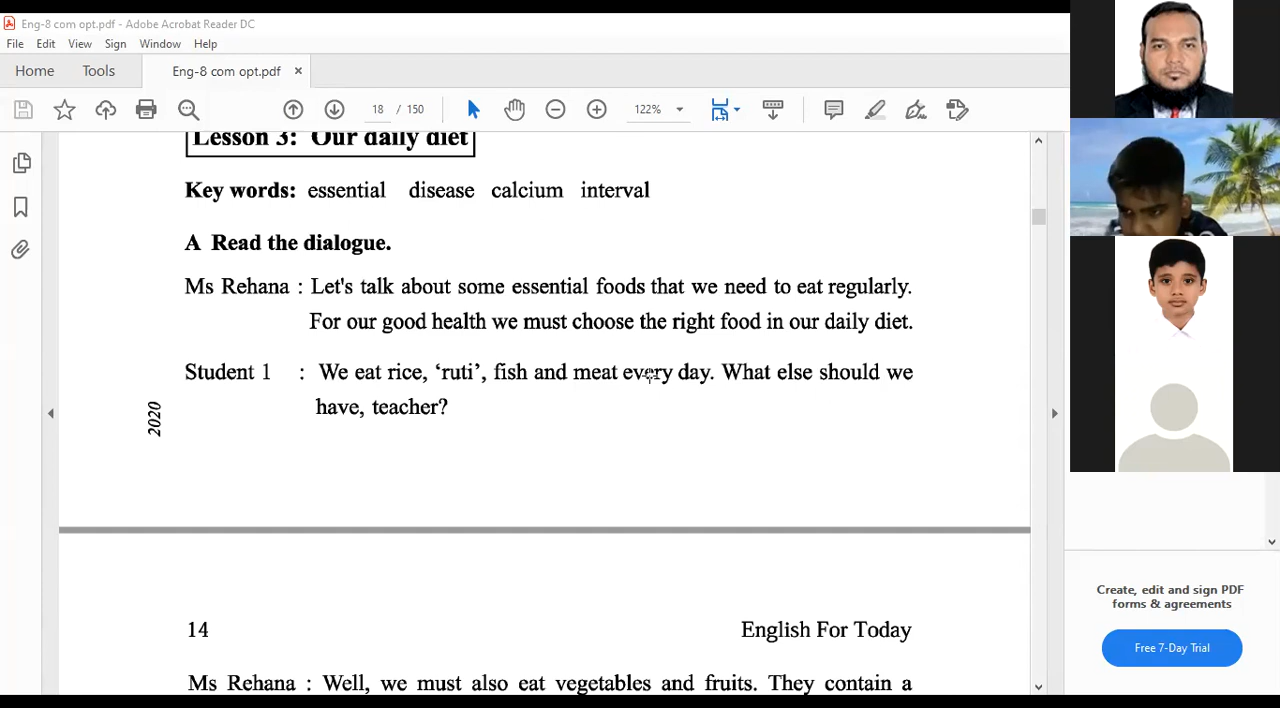 Eng-8 com opt.pdf - Adobe Acrobat Reader DC
File Edit View Sign Window Help
Home Tools Eng-8 com opt.pdf ×
18 / 150 122%
Lesson 3: Our daily diet
Key words: essential disease calcium interval
A Read the dialogue.
Ms Rehana : Let's talk about some essential foods that we need to eat regularly.
For our good health we must choose the right food in our daily diet.
Student 1 : We eat rice, ‘ruti’, fish and meat every day. What else should we
have, teacher?
2020
14 English For Today
Ms Rehana : Well, we must also eat vegetables and fruits. They contain a
Create, edit and sign PDF
forms & agreements
Free 7-Day Trial